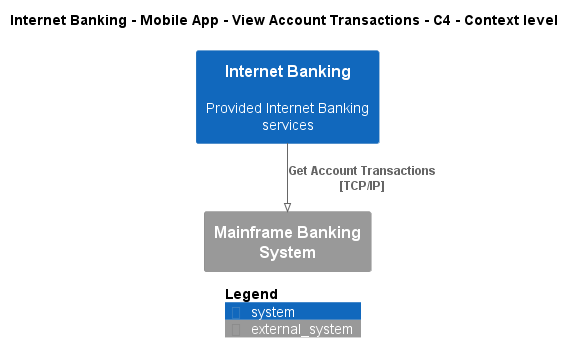 Internet Banking - Mobile App - View Account Transactions - C4 - Context level
Internet Banking
Provided Internet Banking
services
Get Account Transactions
[TCP/IP]
Mainframe Banking
System
Legend
system
external_system